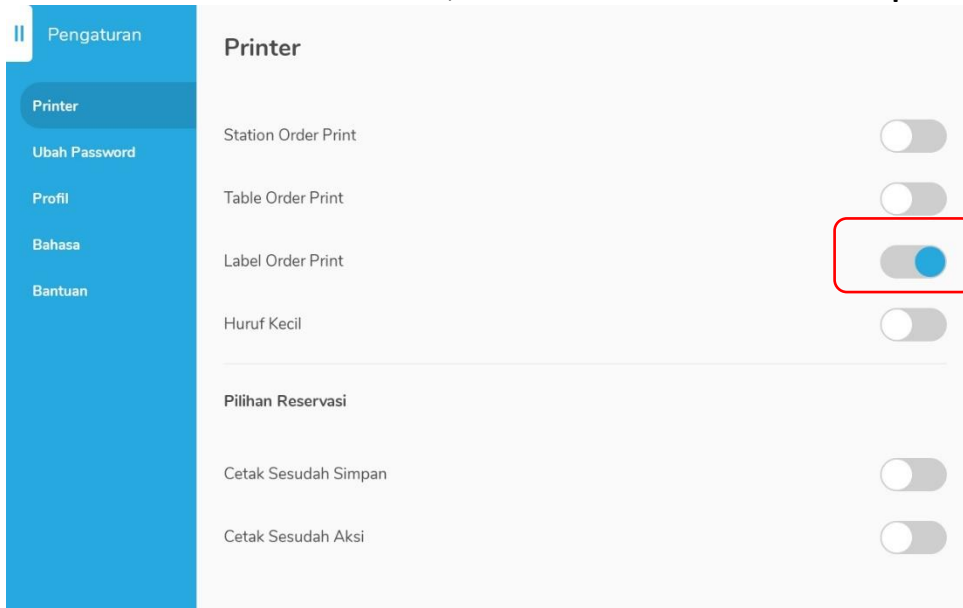 Pengaturan
Printer
Ubah Password
Profil
Bahasa
Bantuan
Printer
Station Order Print
Table Order Print
Label Order Print
Huruf Kecil
Pilihan Reservasi
Cetak Sesudah Simpan
Cetak Sesudah Aksi